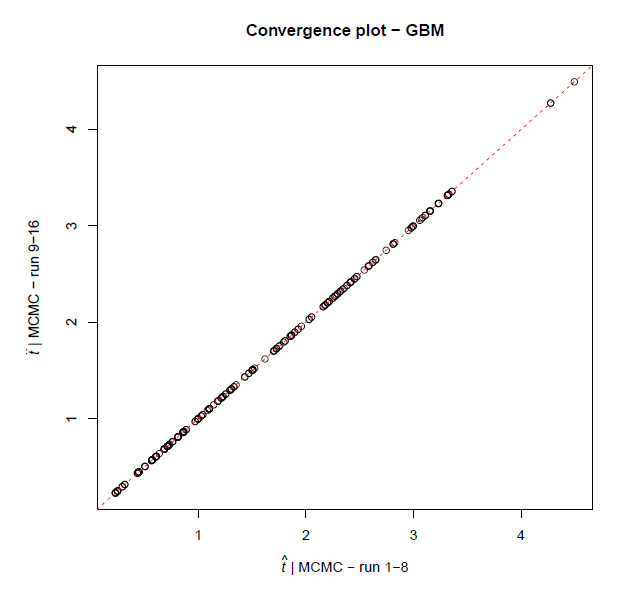 Convergence plot − GBM
4
3
2
1
t̂ | MCMC − run 9−16
1
2
3
4
t̂ | MCMC − run 1−8